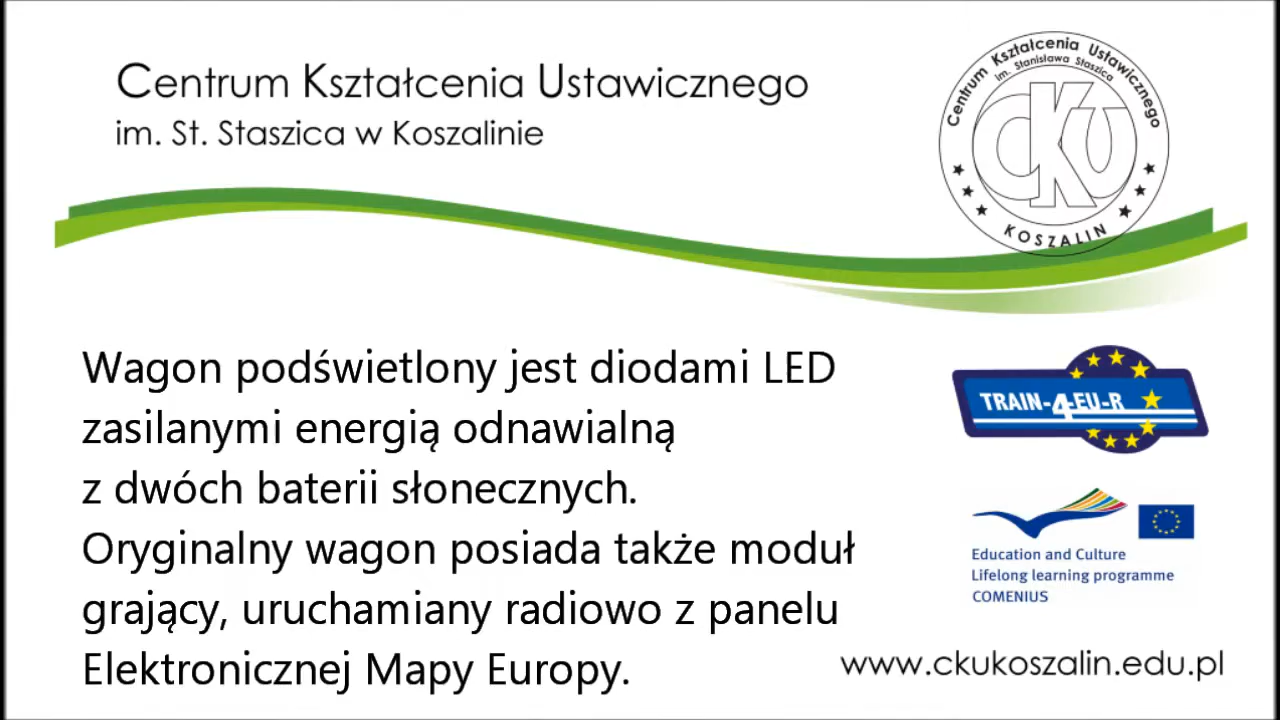 Centrum Kształcenia Ustawicznego
im. St. Staszica w Koszalinie
Centrum Kształcenia Ustawicznego
im. Stanisława Staszica
CKU
KOSZALIN
Wagon podświetlony jest diodami LED
zasilanymi energią odnawialną
z dwóch baterii słonecznych.
Oryginalny wagon posiada także moduł
grający, uruchamiany radiowo z panelu
Elektronicznej Mapy Europy.
TRAIN-4-EU-R
Education and Culture
Lifelong learning programme
COMENIUS
www.ckukoszalin.edu.pl